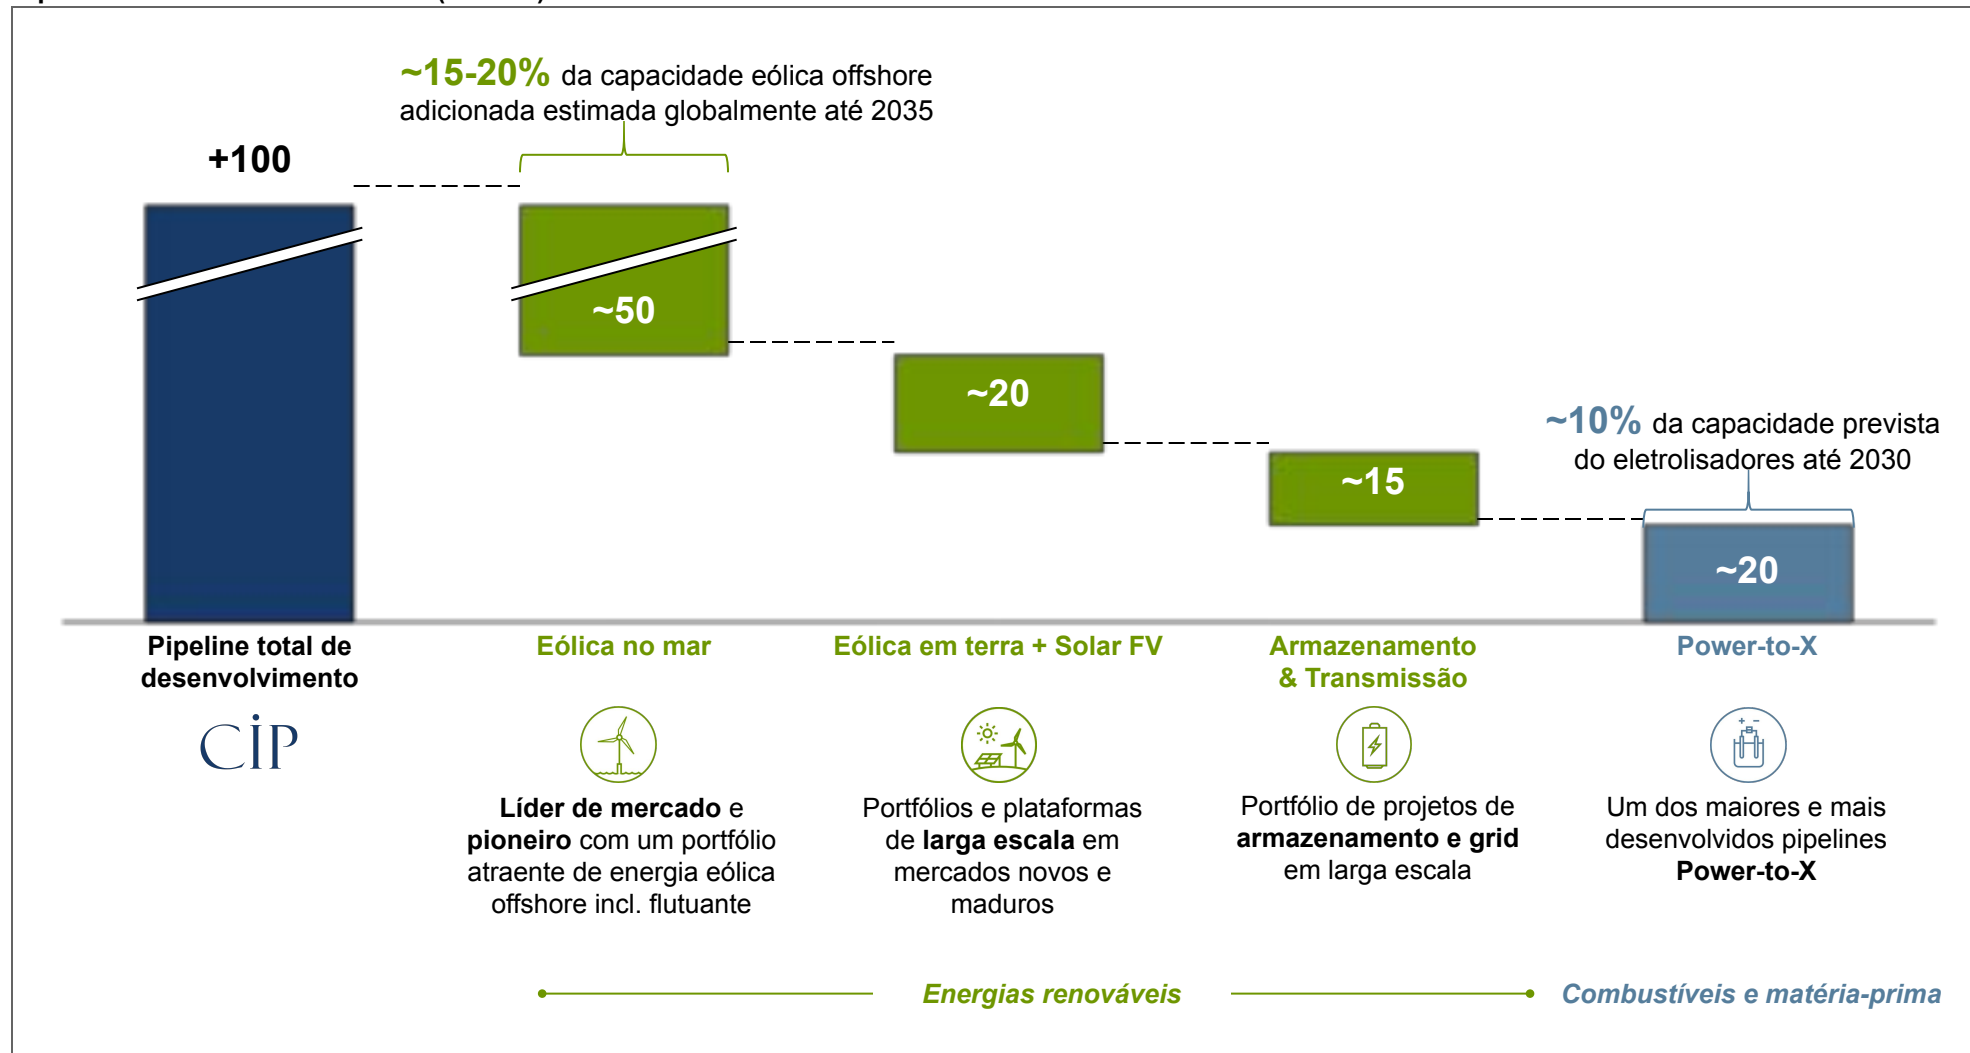 ~15-20% da capacidade eólica offshore
adicionada estimada globalmente até 2035
+100
~50
~20
~15
~10% da capacidade prevista
do eletrolisadores até 2030
~20
Pipeline total de
desenvolvimento
Eólica no mar
Eólica em terra + Solar FV
Armazenamento
& Transmissão
Power-to-X
CIP
Líder de mercado e
pioneiro com um portfólio
atraente de energia eólica
offshore incl. flutuante
Portfólios e plataformas
de larga escala em
mercados novos e
maduros
Portfólio de projetos de
armazenamento e grid
em larga escala
+ −
Um dos maiores e mais
desenvolvidos pipelines
Power-to-X
Energias renováveis
Combustíveis e matéria-prima